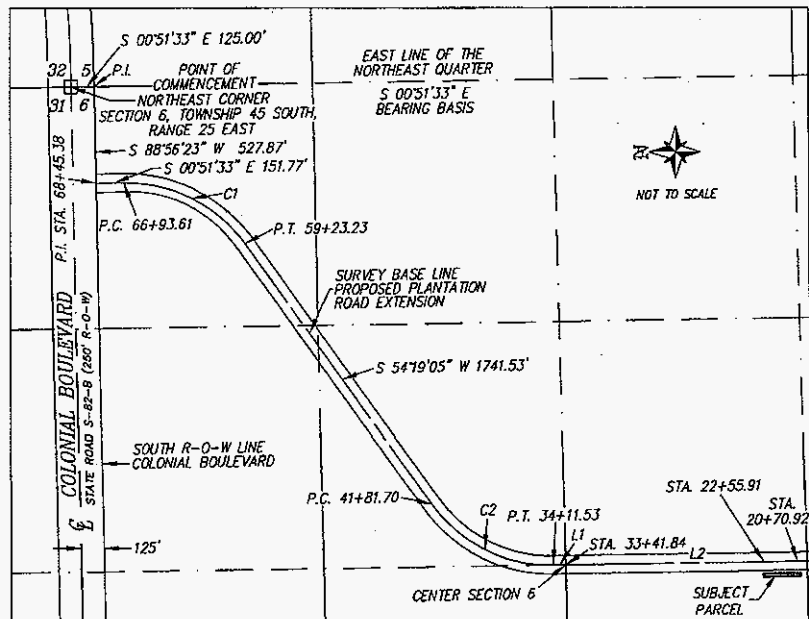 S 00°51'33" E 125.00'
32 5
P.I.
31 6
POINT OF
COMMENCEMENT
NORTHEAST CORNER
SECTION 6, TOWNSHIP 45 SOUTH,
RANGE 25 EAST
EAST LINE OF THE
NORTHEAST QUARTER
S 00°51'33" E
BEARING BASIS
NOT TO SCALE
S 88°56'23" W 527.87'
S 00°51'33" E 151.77'
C1
P.C. 66+93.61
P.T. 59+23.23
P.I. STA. 68+45.38
SURVEY BASE LINE
PROPOSED PLANTATION
ROAD EXTENSION
S 54°19'05" W 1741.53'
COLONIAL BOULEVARD
STATE ROAD S-82-B (250' R-O-W)
SOUTH R-O-W LINE
COLONIAL BOULEVARD
125'
P.C. 41+81.70
C2
P.T. 34+11.53
L1
STA. 33+41.84
STA. 22+55.91
STA.
20+70.92
L2
CENTER SECTION 6
SUBJECT
PARCEL